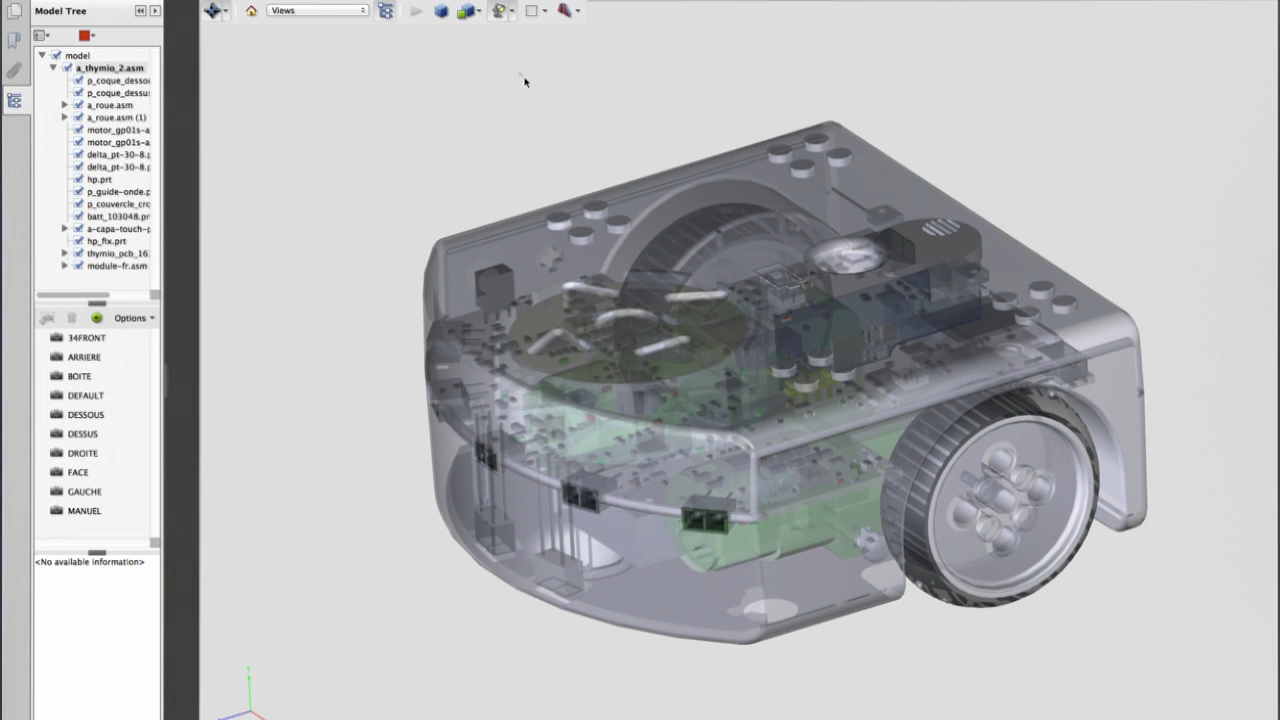 Model Tree
Views
model
a_thymio_2.asm
p_coque_desso
p_coque_dessu
a_roue.asm
a_roue.asm (1)
motor_gp01s-a
motor_gp01s-a
delta_pt-30-8.p
delta_pt-30-8.p
hp.prt
p_guide-onde.p
p_couvercle_cro
batt_103048.pr
a-capa-touch-p
hp_fix.prt
thymio_pcb_16
module-fr.asm
Options
34FRONT
ARRIERE
BOITE
DEFAULT
DESSOUS
DESSUS
DROITE
FACE
GAUCHE
MANUEL
<No available information>